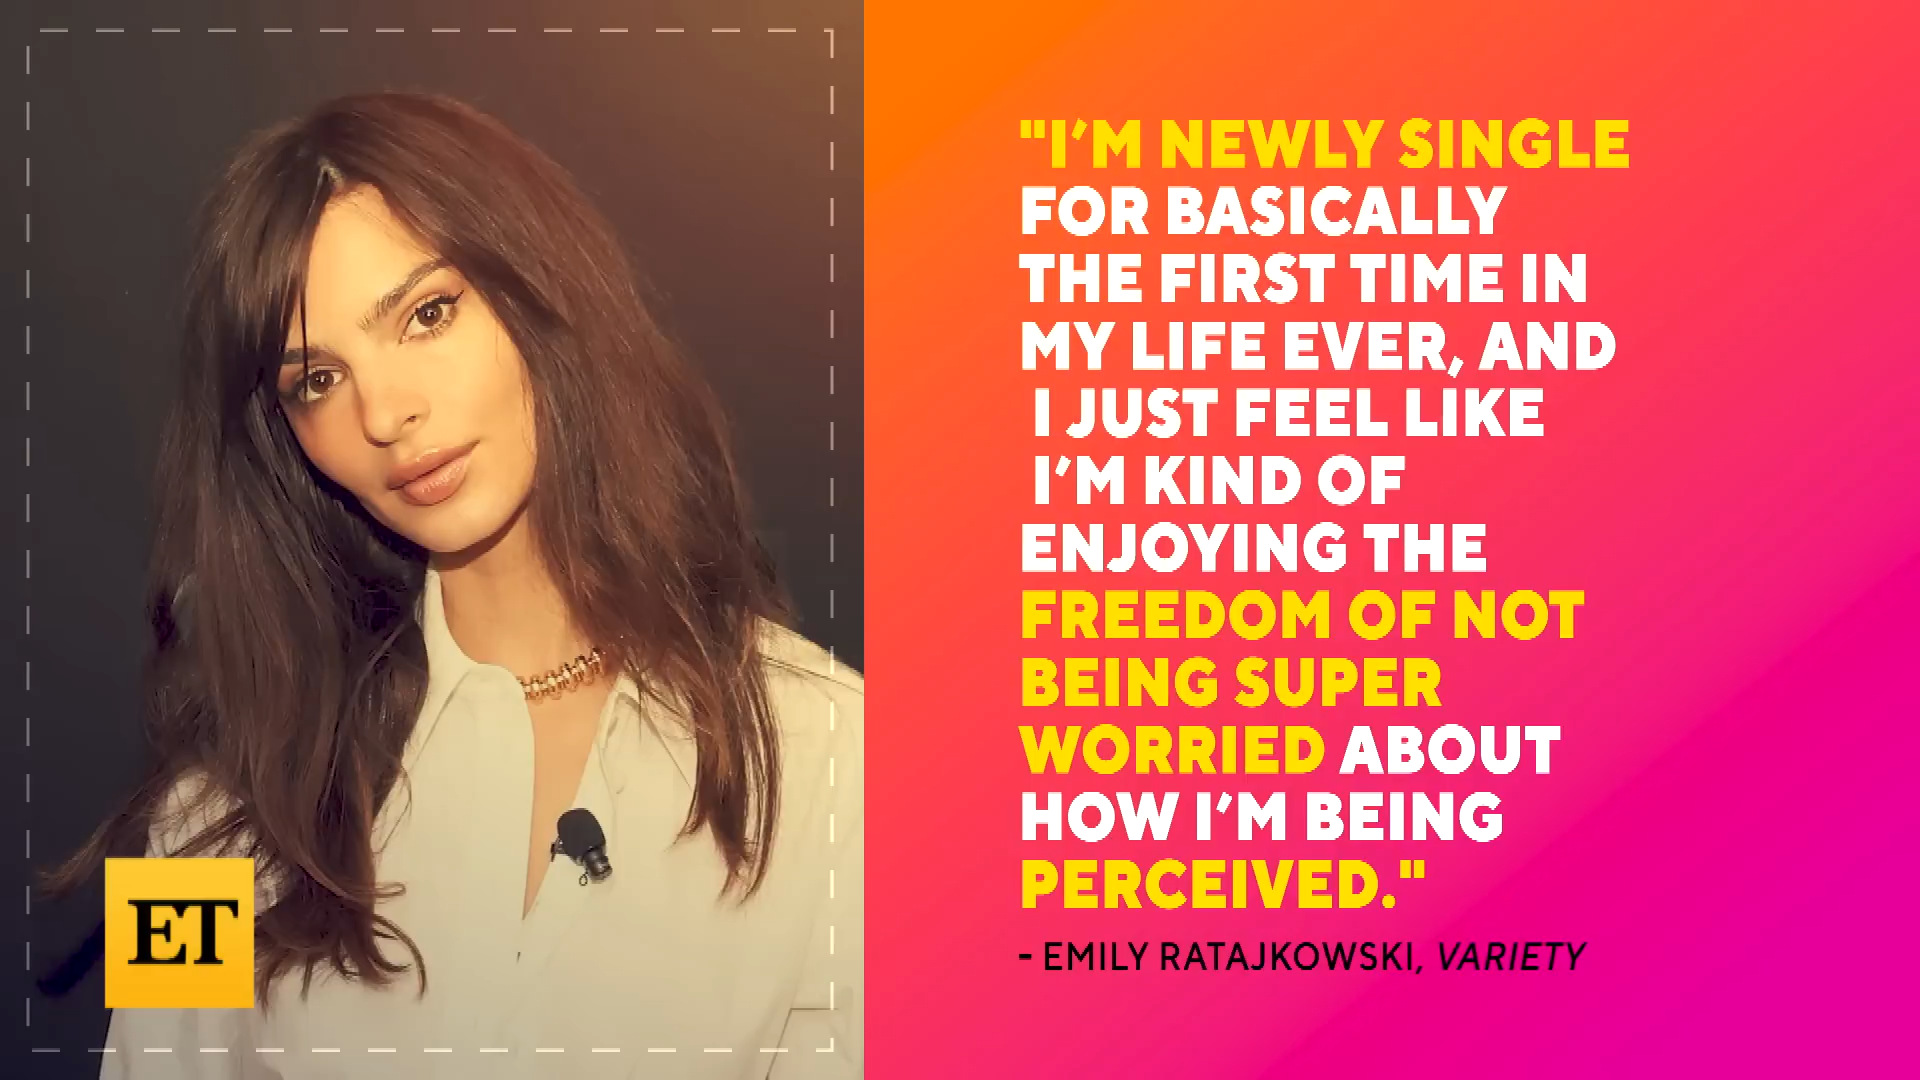 "I'M NEWLY SINGLE
FOR BASICALLY
THE FIRST TIME IN
MY LIFE EVER, AND
I JUST FEEL LIKE
I'M KIND OF
ENJOYING THE
FREEDOM OF NOT
BEING SUPER
WORRIED ABOUT
HOW I'M BEING
PERCEIVED."
- EMILY RATAJKOWSKI, VARIETY
ET